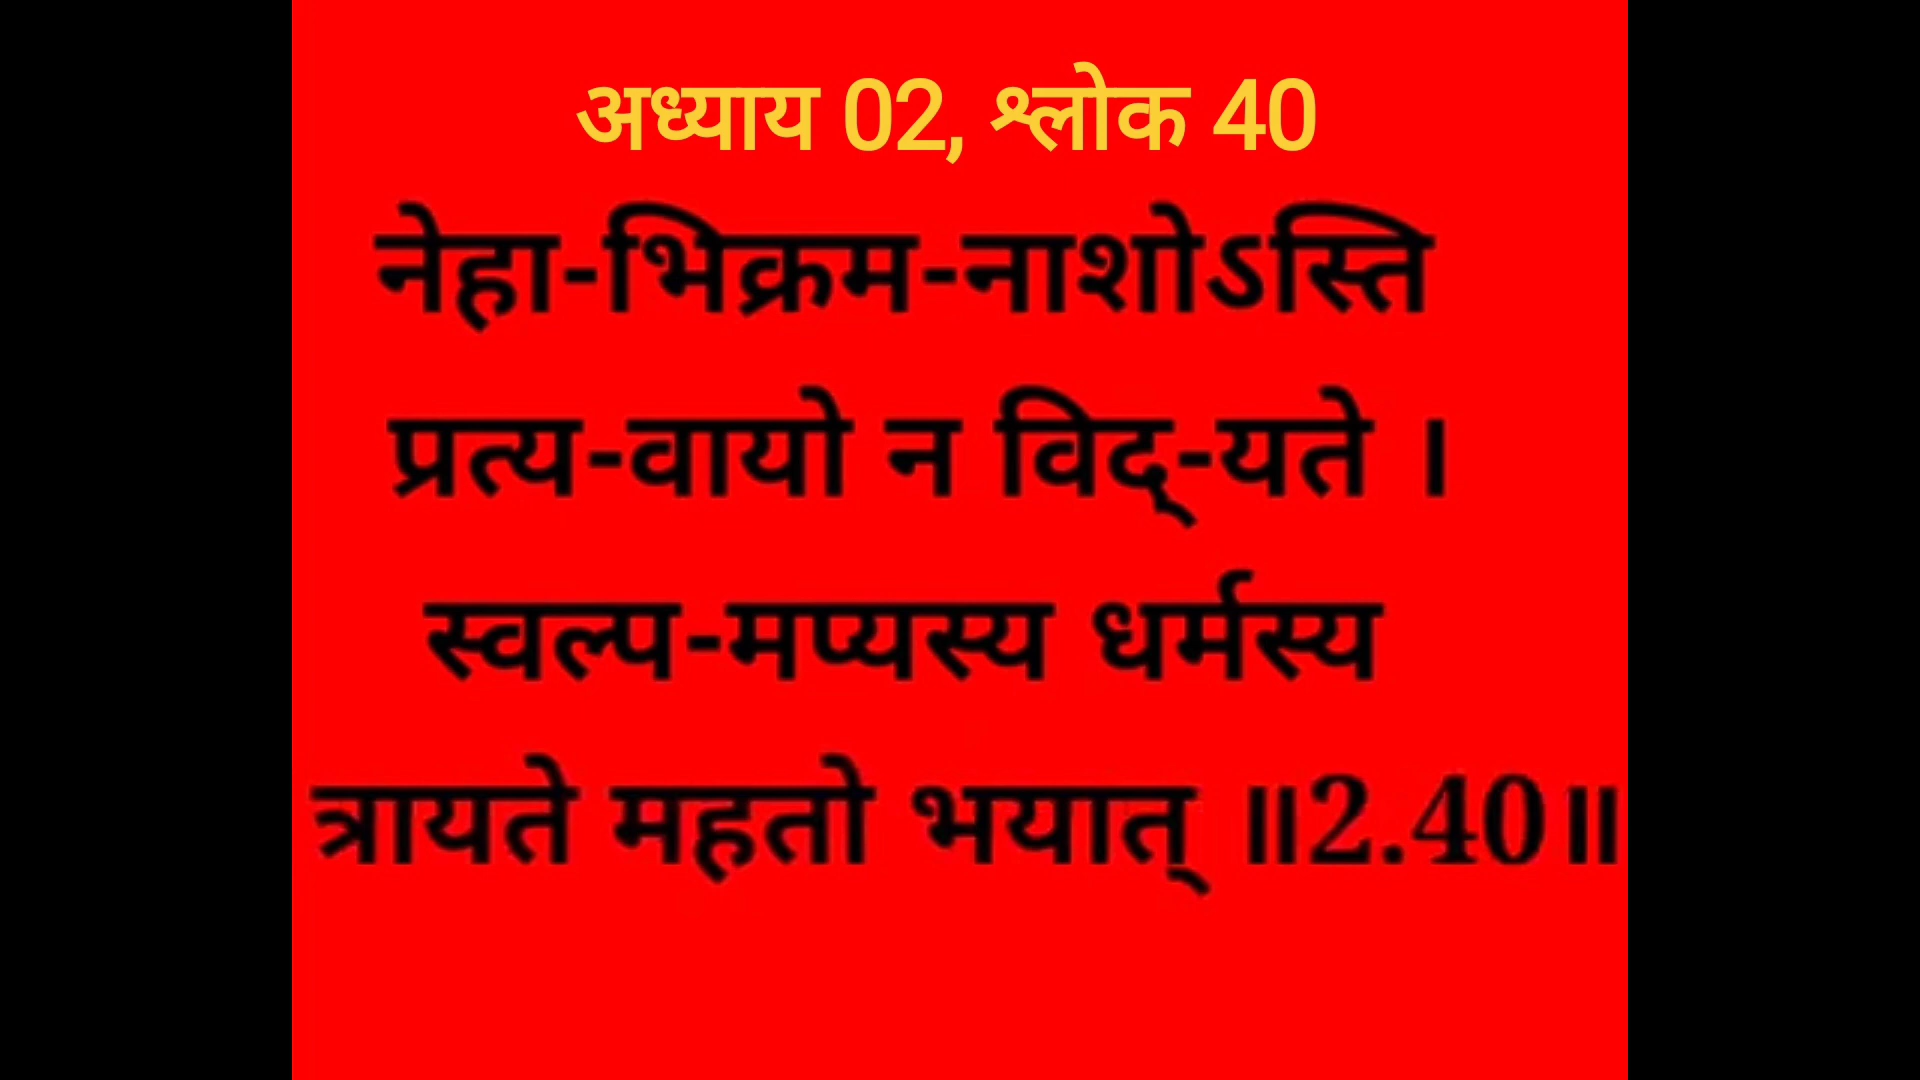 अध्याय 02, श्लोक 40
नेहा-भिक्रम-नाशोऽस्ति
प्रत्य-वायो न विद्-यते ।
स्वल्प-मप्यस्य धर्मस्य
त्रायते महतो भयात् ॥2.40॥